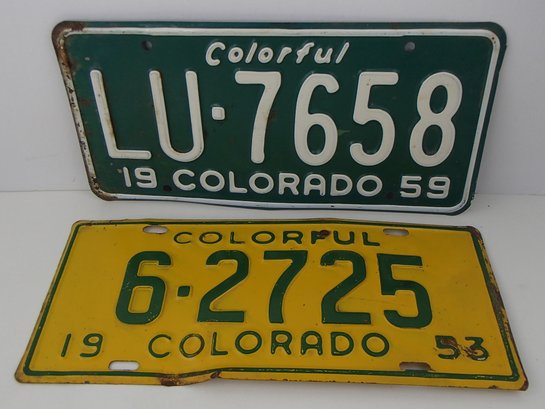 Colorful
LU·7658
19 COLORADO 59
COLORFUL
6-2725
19 COLORADO 53